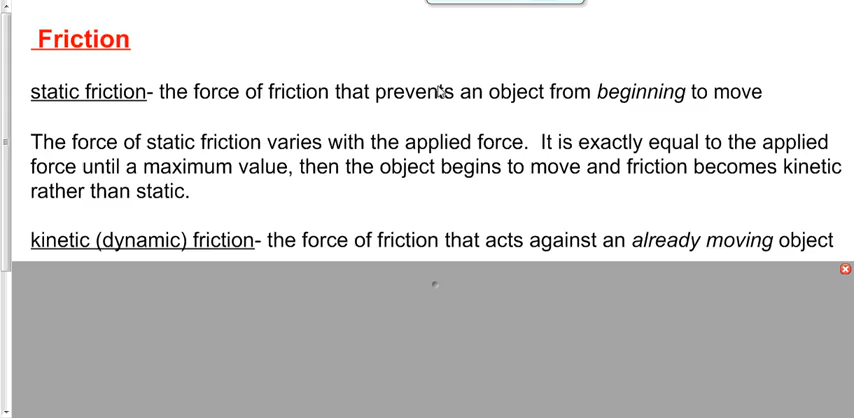 Friction
static friction- the force of friction that prevents an object from beginning to move
The force of static friction varies with the applied force.  It is exactly equal to the applied
force until a maximum value, then the object begins to move and friction becomes kinetic
rather than static.
kinetic (dynamic) friction- the force of friction that acts against an already moving object